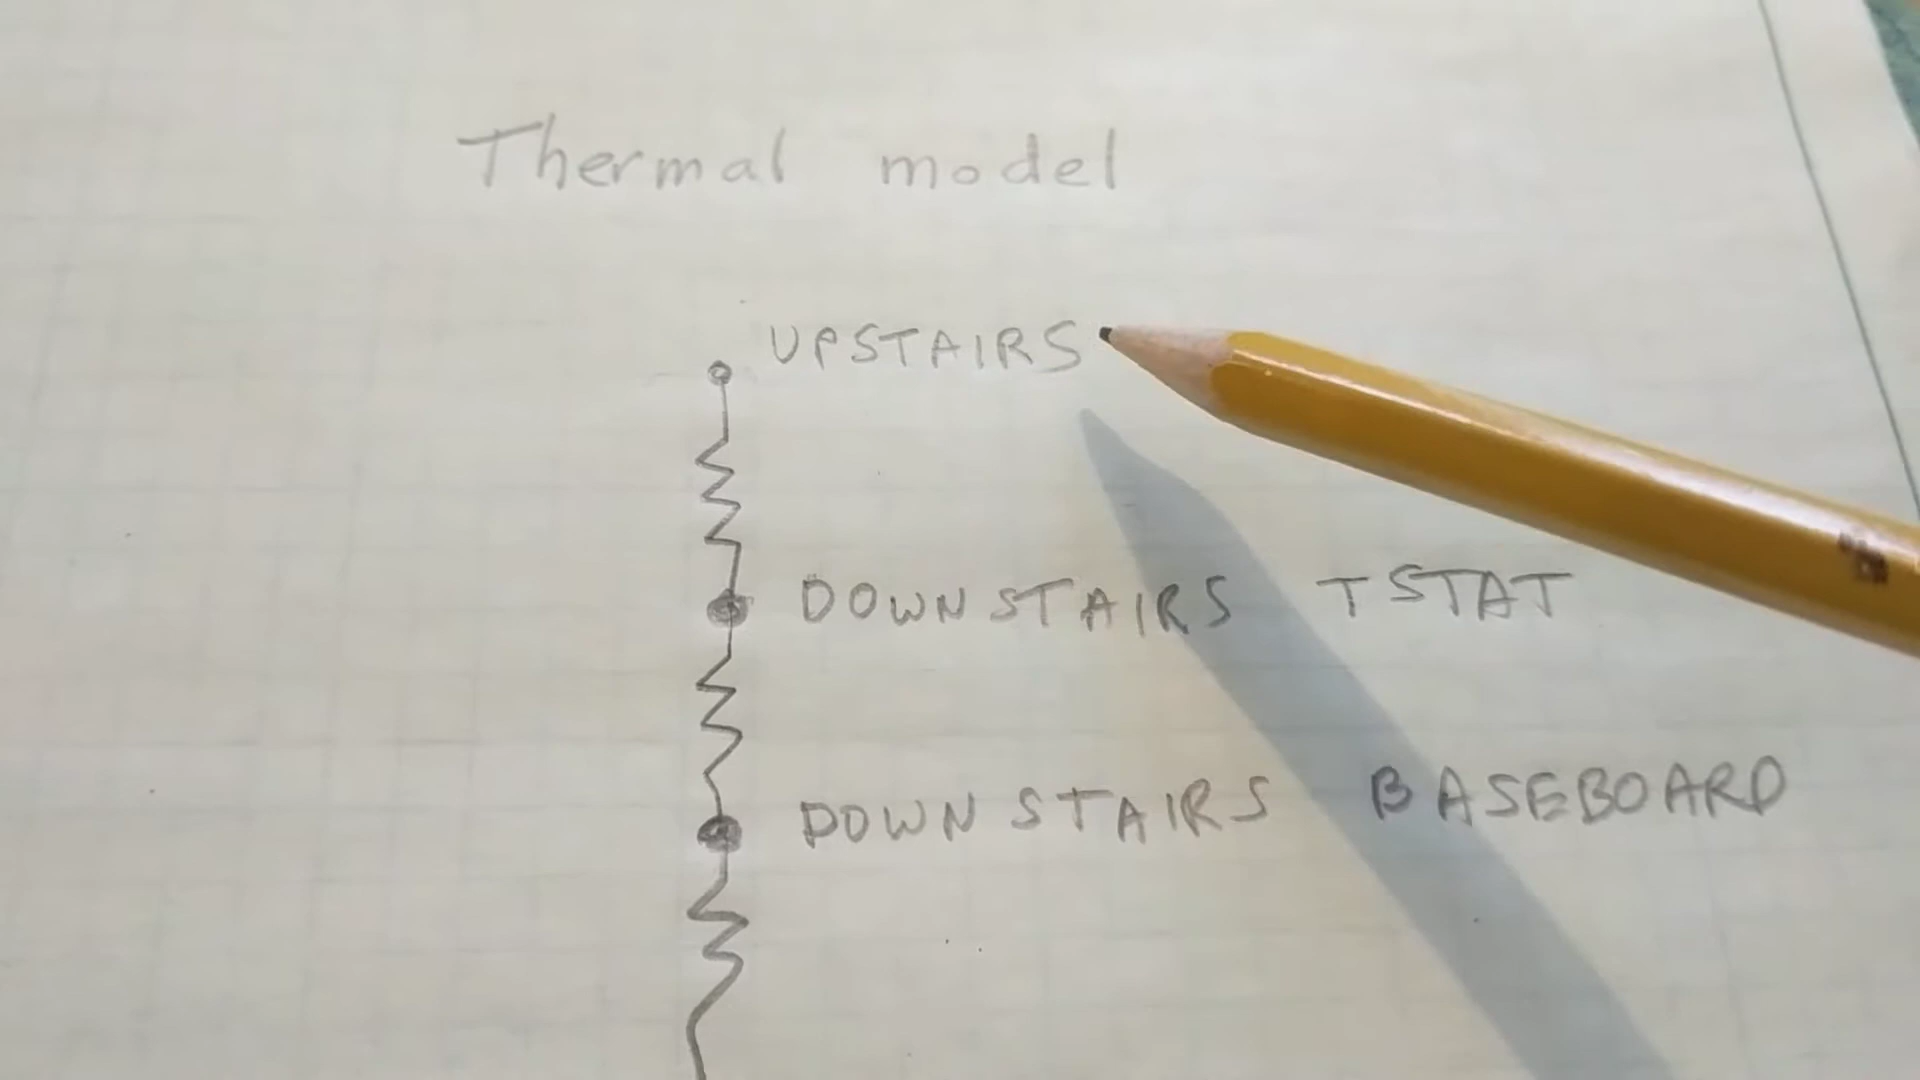 Thermal model
UPSTAIRS
DOWNSTAIRS TSTAT
DOWNSTAIRS BASEBOARD